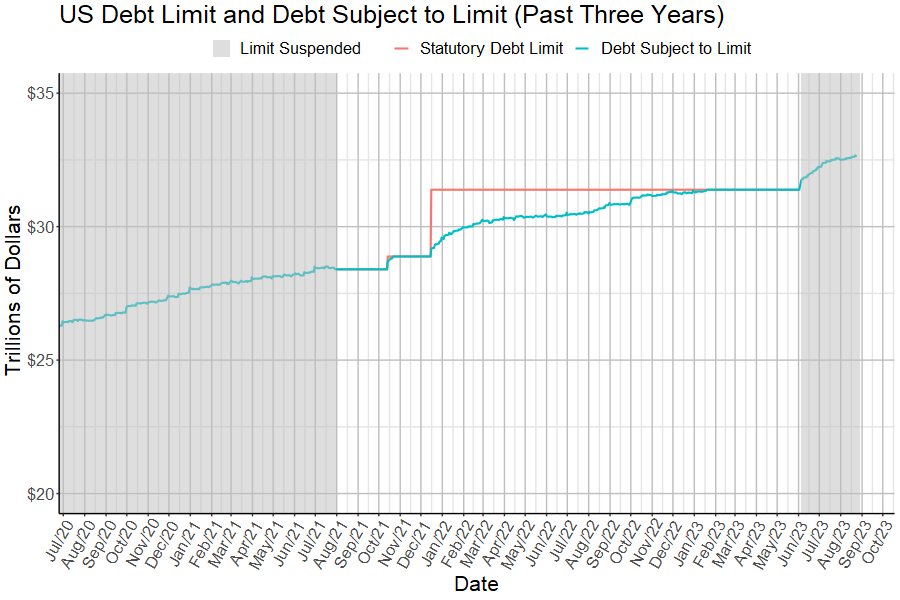 US Debt Limit and Debt Subject to Limit (Past Three Years)
Limit Suspended Statutory Debt Limit Debt Subject to Limit
Trillions of Dollars
$35
$30
$25
$20
Jul/20 Aug/20 Sep/20 Oct/20 Nov/20 Dec/20 Jan/21 Feb/21 Mar/21 Apr/21 May/21 Jun/21 Jul/21 Aug/21 Sep/21 Oct/21 Nov/21 Dec/21 Jan/22 Feb/22 Mar/22 Apr/22 May/22 Jun/22 Jul/22 Aug/22 Sep/22 Oct/22 Nov/22 Dec/22 Jan/23 Feb/23 Mar/23 Apr/23 May/23 Jun/23 Jul/23 Aug/23 Sep/23 Oct/23
Date